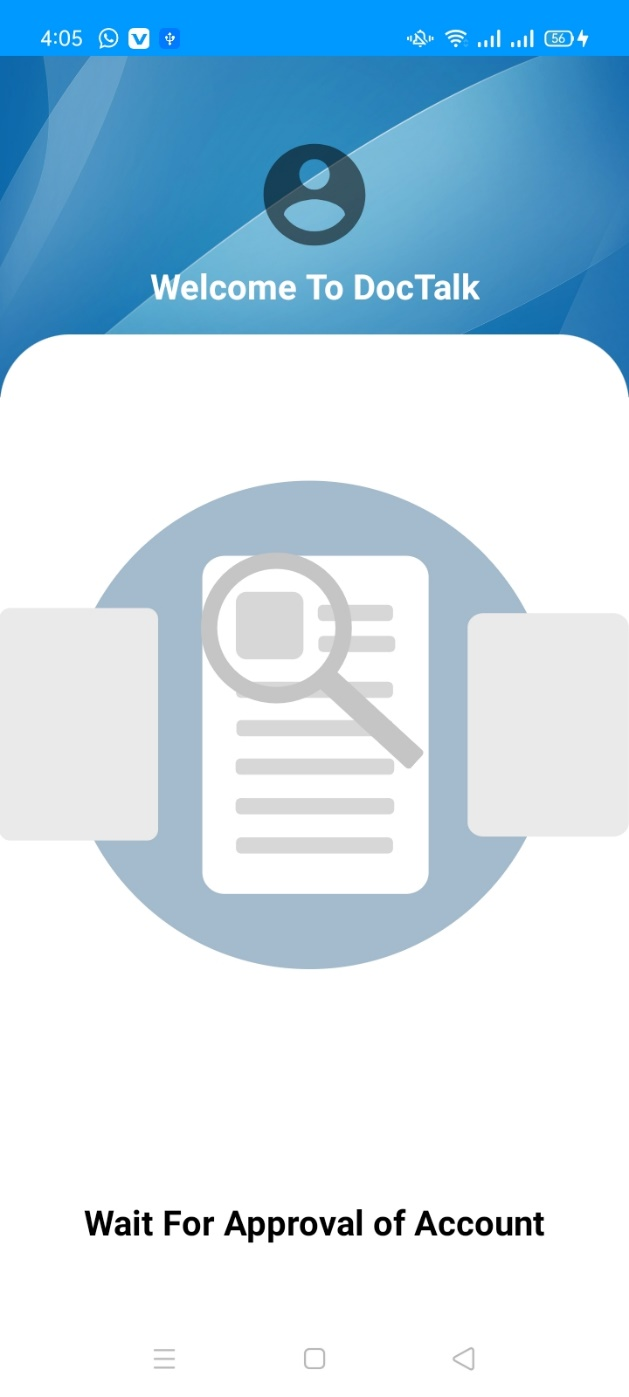 4:05
56
Welcome To DocTalk
Wait For Approval of Account